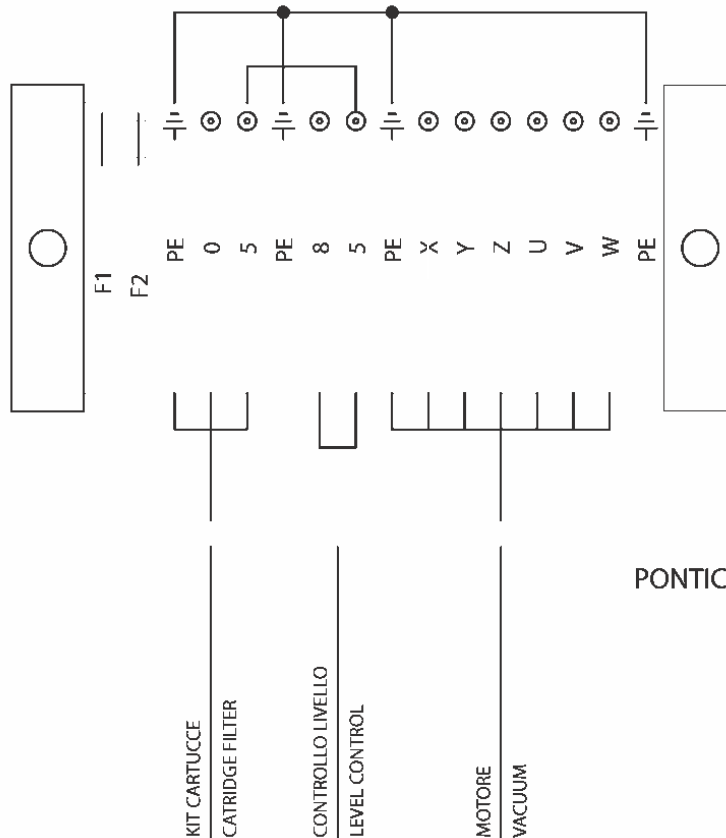 F1
F2
PE
0
5
PE
8
5
PE
X
Y
Z
U
V
W
PE
PONTIC
KIT CARTUCCE
CATRIDGE FILTER
CONTROLLO LIVELLO
LEVEL CONTROL
MOTORE
VACUUM